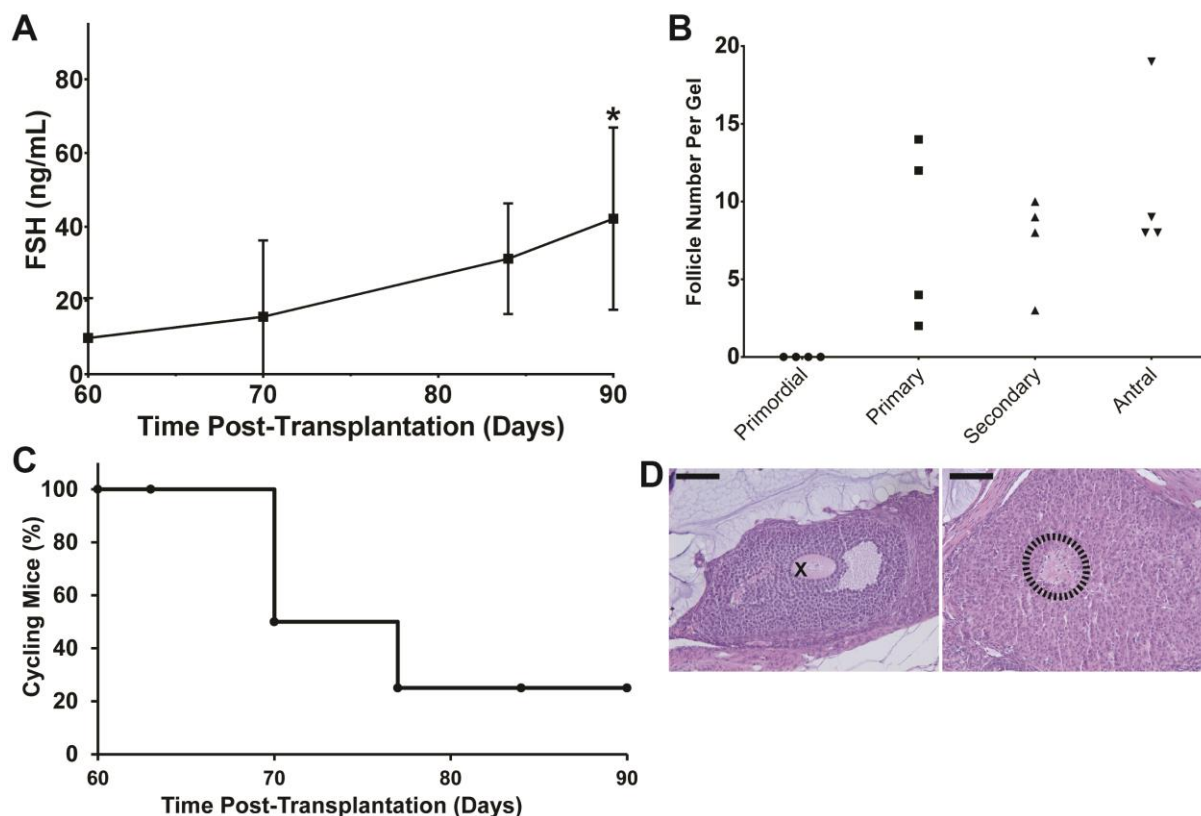 A
FSH (ng/mL)
80
60
40
20
0
*
60
70
80
90
Time Post-Transplantation (Days)
B
Follicle Number Per Gel
20
15
10
5
0
Primordial
Primary
Secondary
Antral
C
Cycling Mice (%)
100
80
60
40
20
0
60
70
80
90
Time Post-Transplantation (Days)
D
X